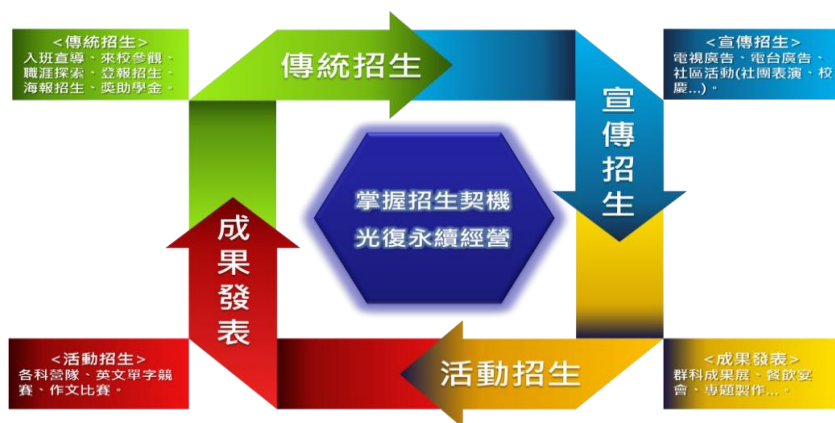 <傳統招生>
入班宣導、來校參觀、
職涯探索、登報招生、
海報招生、獎助學金。
傳統招生
<宣傳招生>
電視廣告、電台廣告、
社區活動(社團表演、校
慶...)。
宣傳招生
掌握招生契機
光復永續經營
成果發表
<活動招生>
各科營隊、英文單字競
賽、作文比賽。
活動招生
<成果發表>
群科成果展、餐飲宴
會、專題製作...。